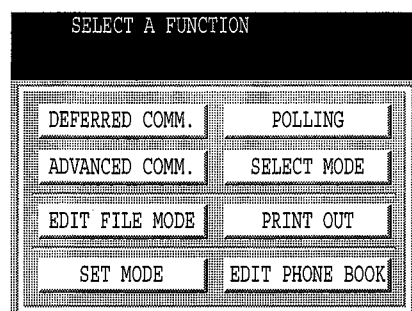 SELECT A FUNCTION
DEFERRED COMM. POLLING
ADVANCED COMM. SELECT MODE
EDIT FILE MODE PRINT OUT
SET MODE EDIT PHONE BOOK